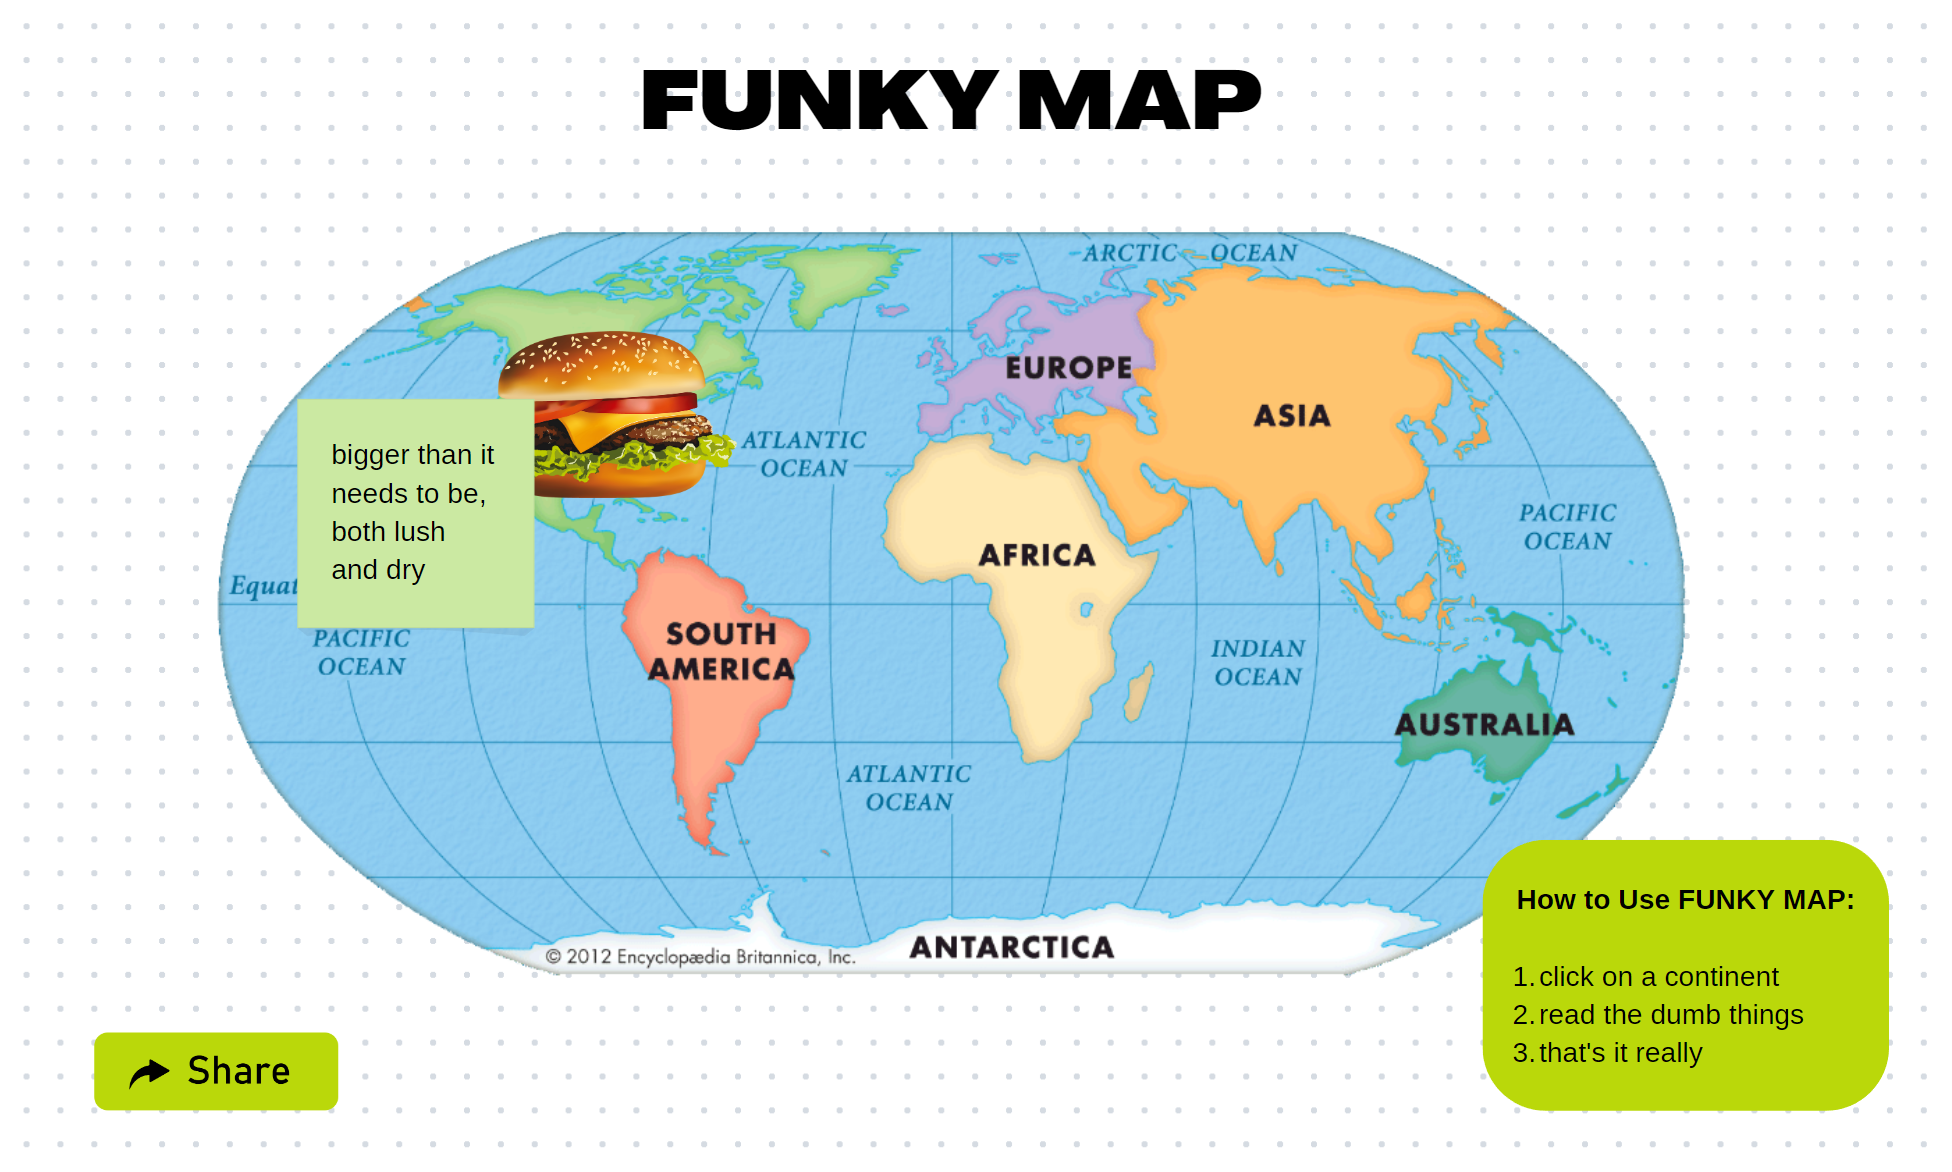 FUNKY MAP
ARCTIC OCEAN
EUROPE
ASIA
ATLANTIC
OCEAN
bigger than it
needs to be,
both lush
and dry
PACIFIC
OCEAN
AFRICA
Equat
PACIFIC
OCEAN
SOUTH
AMERICA
INDIAN
OCEAN
AUSTRALIA
ATLANTIC
OCEAN
ANTARCTICA
© 2012 Encyclopædia Britannica, Inc.
How to Use FUNKY MAP:
1. click on a continent
2. read the dumb things
3. that's it really
Share